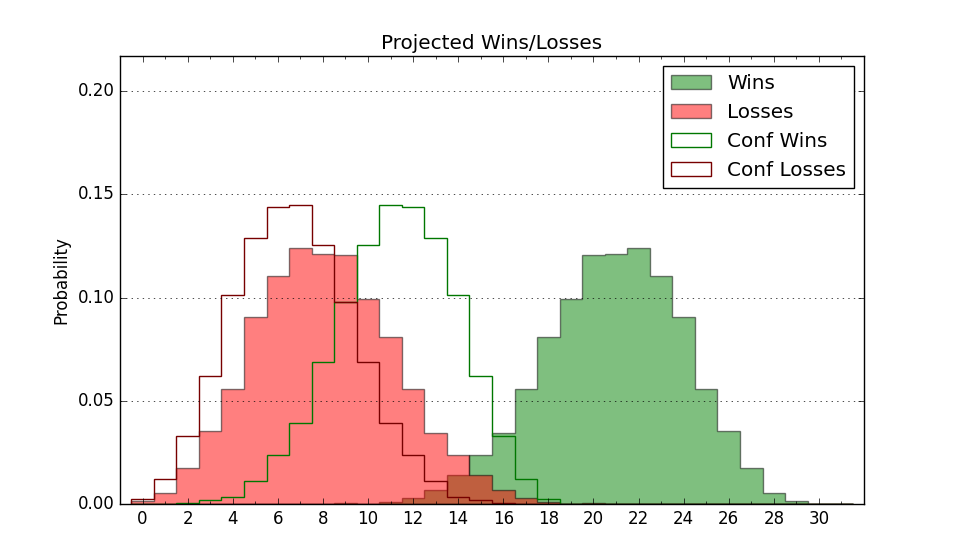 Projected Wins/Losses
Wins
Losses
Conf Wins
Conf Losses
Probability
0.20
0.15
0.10
0.05
0.00
0 2 4 6 8 10 12 14 16 18 20 22 24 26 28 30